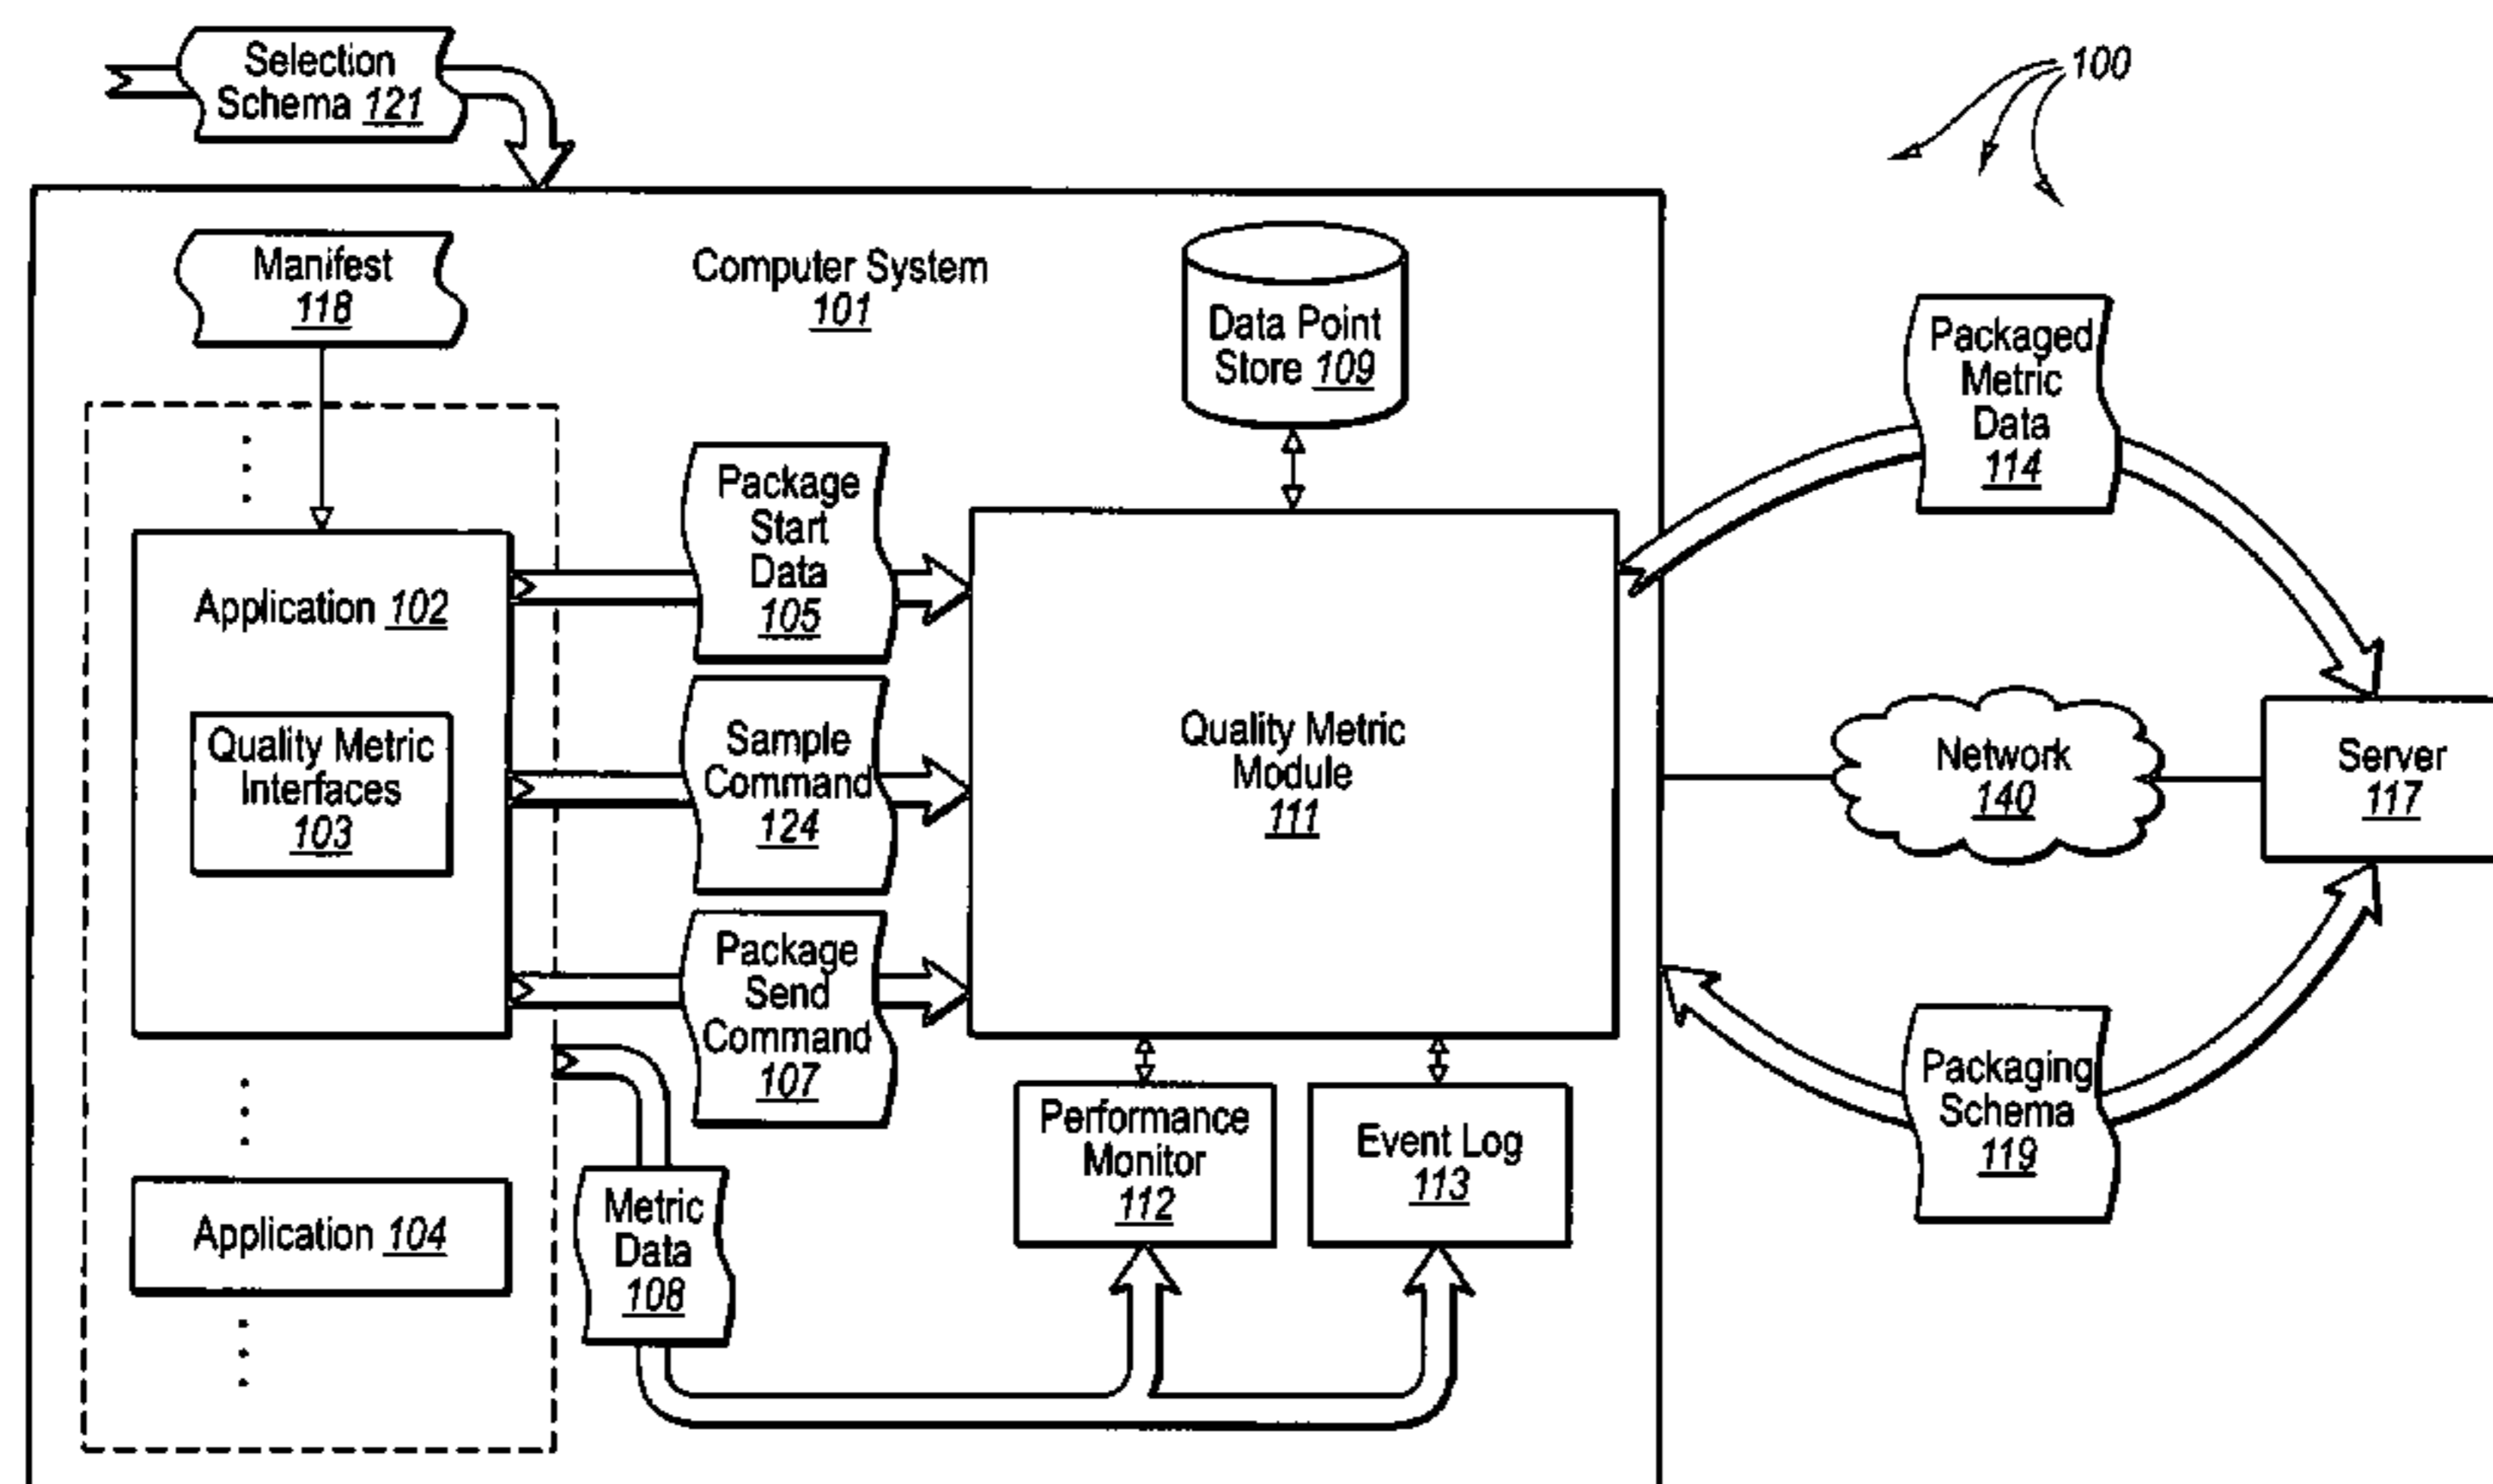 Selection
Schema 121
100
Manifest
118
Computer System
101
Data Point
Store 109
Packaged
Metric
Data
114
Package
Start
Data
105
Application 102
Quality Metric
Interfaces
103
Sample
Command
124
Quality Metric
Module
111
Network
140
Server
117
Package
Send
Command
107
Packaging
Schema
119
Performance
Monitor
112
Event Log
113
Metric
Data
108
Application 104